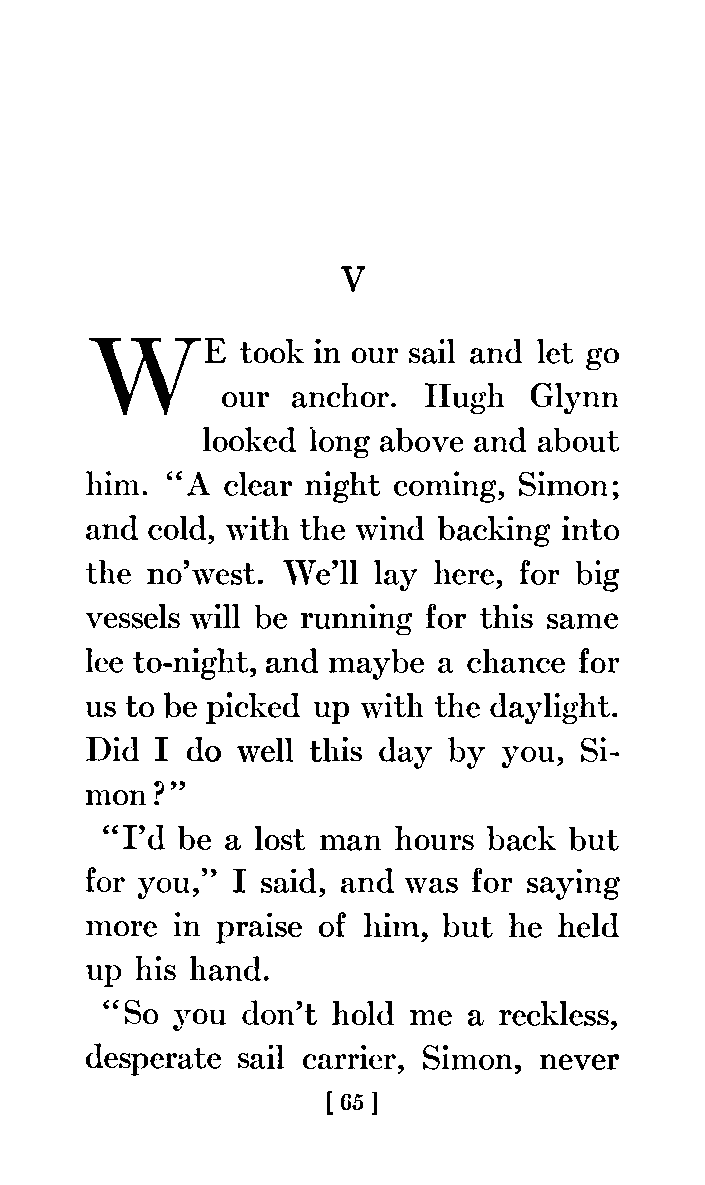 V
WE took in our sail and let go
our anchor. Hugh Glynn
looked long above and about
him. “A clear night coming, Simon;
and cold, with the wind backing into
the no’west. We’ll lay here, for big
vessels will be running for this same
lee to-night, and maybe a chance for
us to be picked up with the daylight.
Did I do well this day by you, Si-
mon?”
“I’d be a lost man hours back but
for you,” I said, and was for saying
more in praise of him, but he held
up his hand.
“So you don’t hold me a reckless,
desperate sail carrier, Simon, never
[ 65 ]